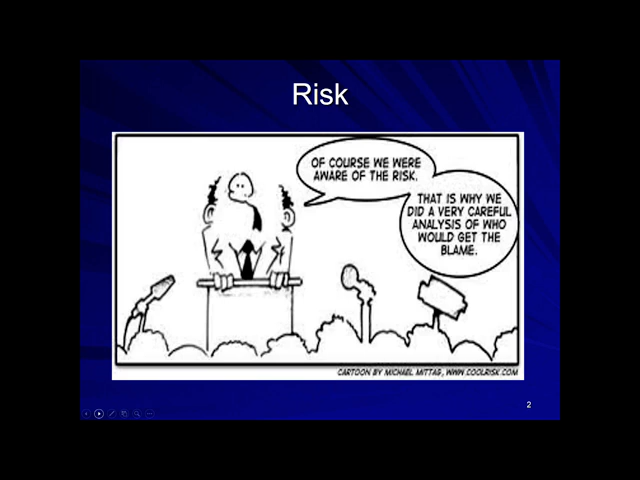 Risk
OF COURSE WE WERE
AWARE OF THE RISK.
THAT IS WHY WE
DID A VERY CAREFUL
ANALYSIS OF WHO
WOULD GET THE
BLAME.
CARTOON BY MICHAEL MITTAG, WWW.COOLRISK.COM
2